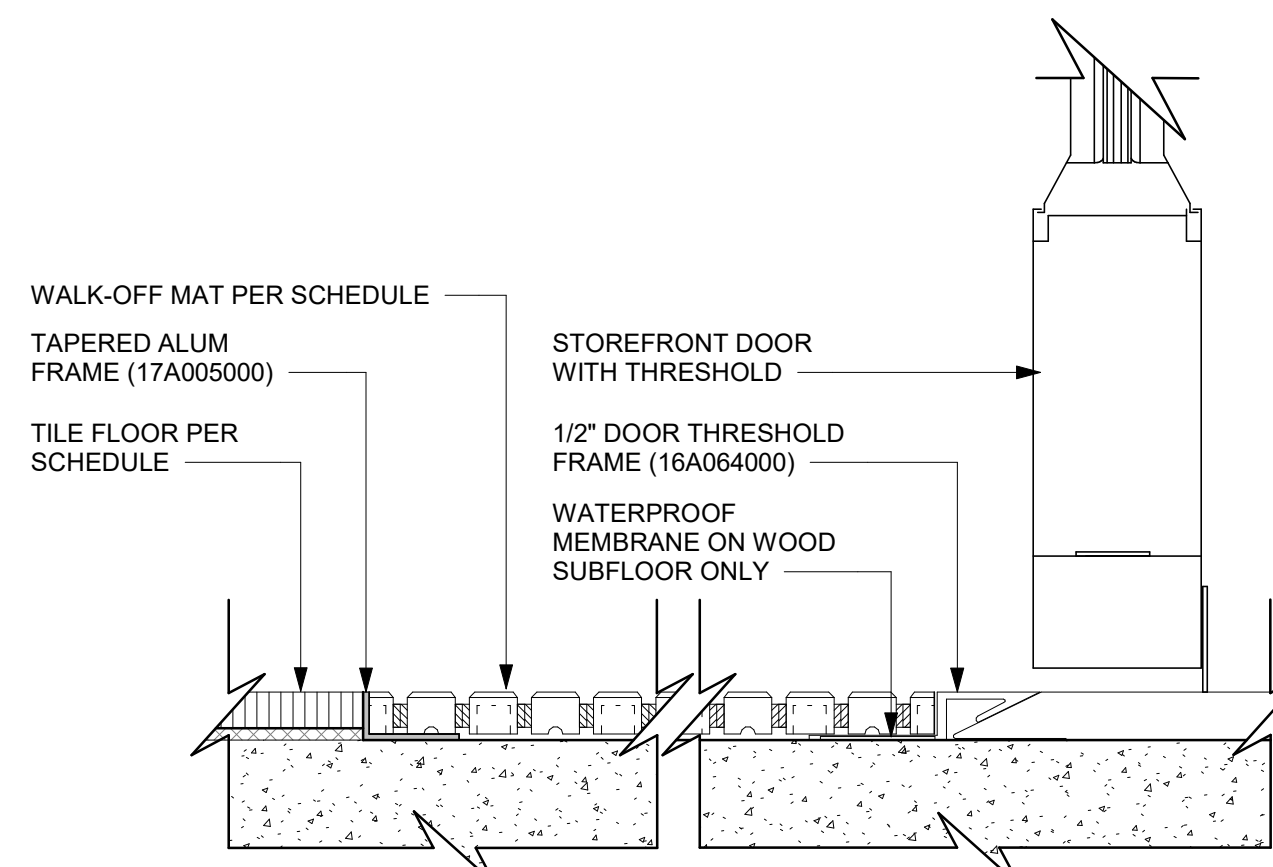 WALK-OFF MAT PER SCHEDULE
TAPERED ALUM
FRAME (17A005000)
TILE FLOOR PER
SCHEDULE
STOREFRONT DOOR
WITH THRESHOLD
1/2" DOOR THRESHOLD
FRAME (16A064000)
WATERPROOF
MEMBRANE ON WOOD
SUBFLOOR ONLY